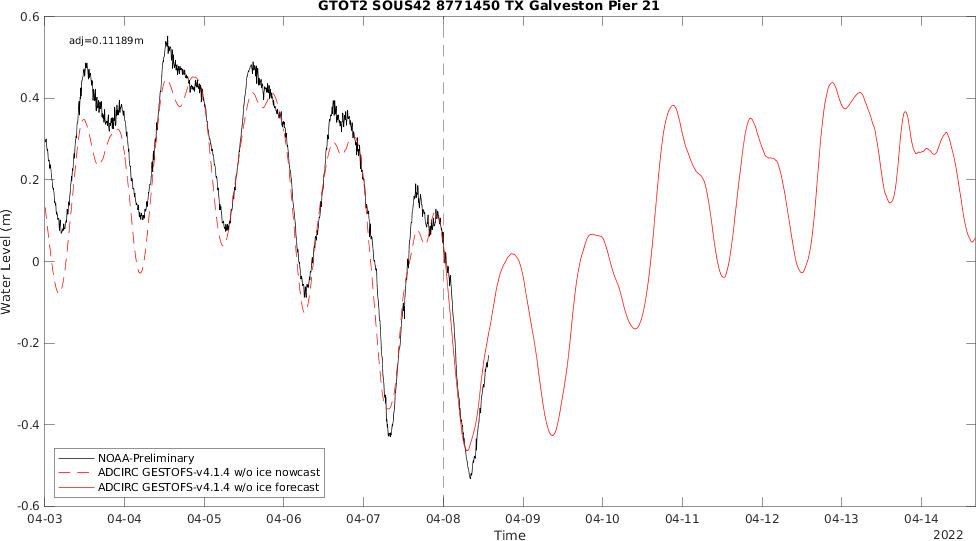 GTOT2 SOUS42 8771450 TX Galveston Pier 21
adj=0.11189m
0.6
0.4
0.2
0
-0.2
-0.4
-0.6
Water Level (m)
NOAA-Preliminary
ADCIRC GESTOFS-v4.1.4 w/o ice nowcast
ADCIRC GESTOFS-v4.1.4 w/o ice forecast
04-03 04-04 04-05 04-06 04-07 04-08 04-09 04-10 04-11 04-12 04-13 04-14
Time
2022